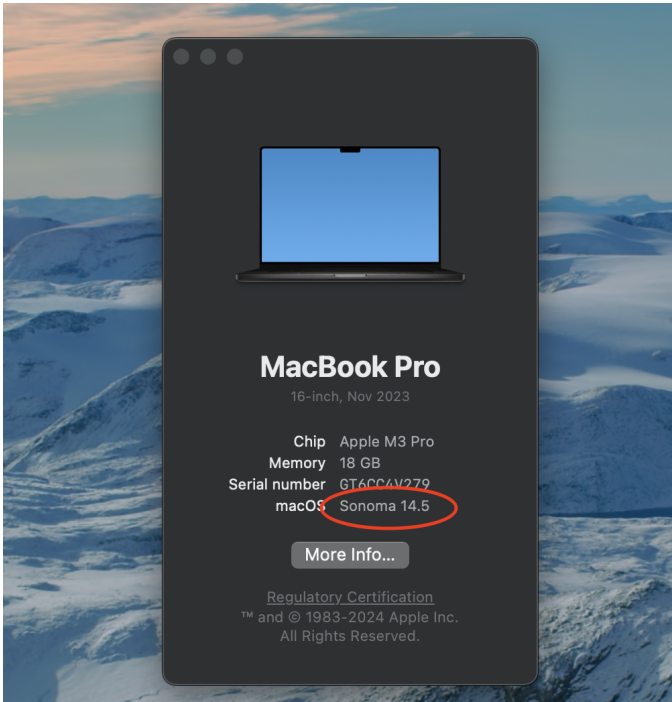 MacBook Pro
16-inch, Nov 2023
Chip Apple M3 Pro
Memory 18 GB
Serial number GT6CC4V279
macOS Sonoma 14.5
More Info...
Regulatory Certification
™ and © 1983-2024 Apple Inc.
All Rights Reserved.